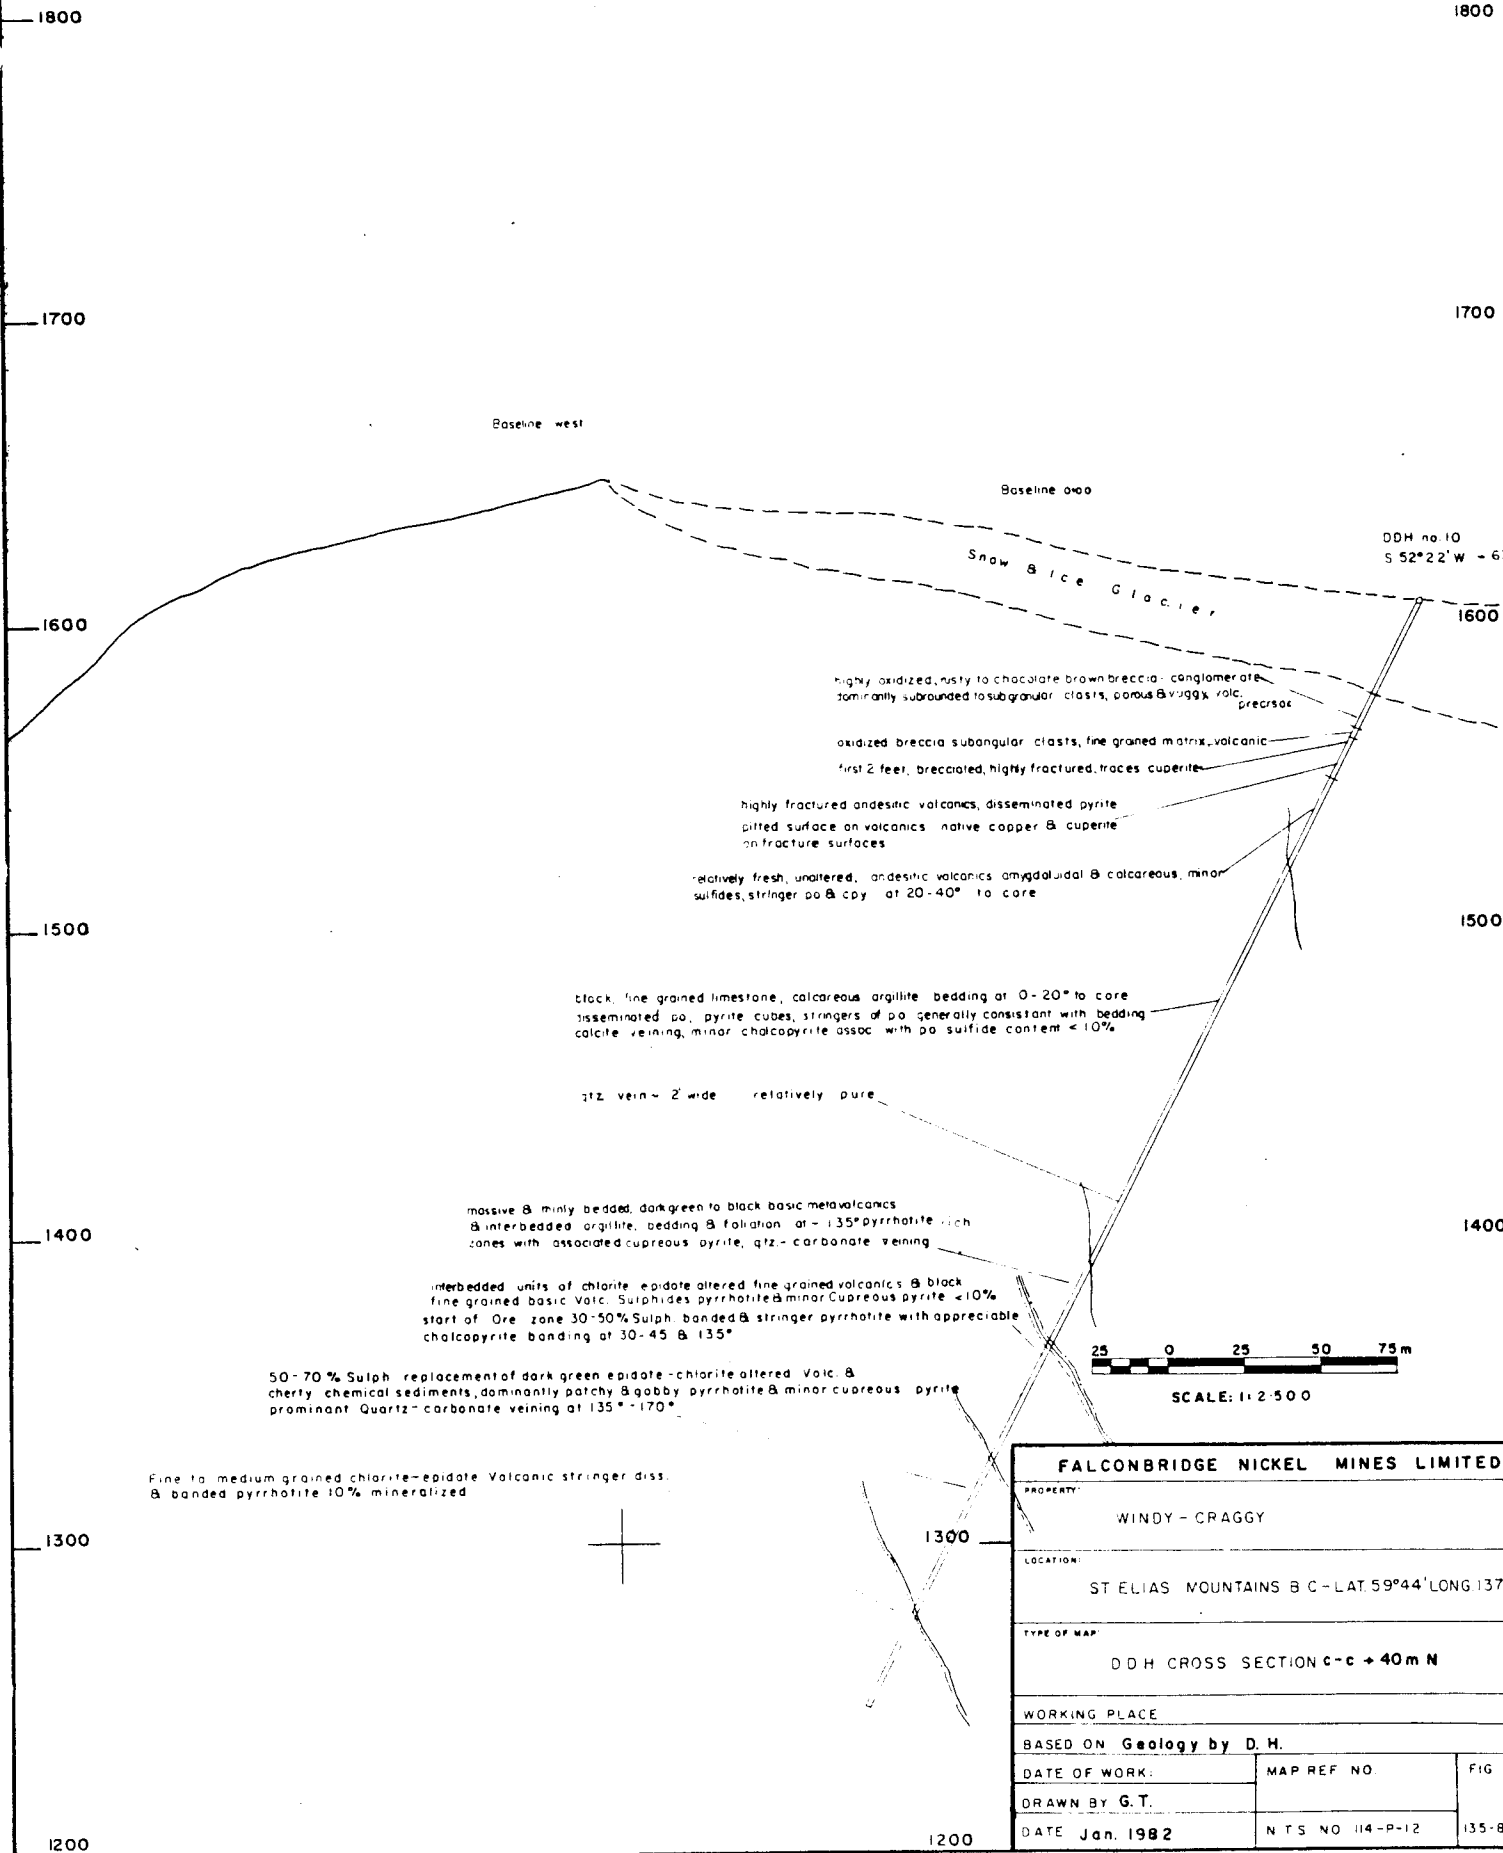 1800
1800
1700
1700
Baseline west
Baseline 0+00
DDH no. 10
S 52°22'W - 6
Snow & Ice Glacier
1600
1600
highly oxidized, rusty to chocolate brown breccia - conglomerate
dominantly subrounded to subgranular clasts, porous & vuggy, volc.
precrsor
oxidized breccia subangular clasts, fine grained matrix, volcanic
first 2 feet, brecciated, highly fractured, traces cuperite
highly fractured andesitic volcanics, disseminated pyrite
pitted surface on volcanics native copper & cuperite
on fracture surfaces
relatively fresh, unaltered, andesitic volcanics amygdaluidal & calcareous, minor
sulfides, stringer po & cpy at 20-40° to core
1500
1500
black, fine grained limestone, calcareous argillite bedding at 0-20° to core
disseminated po, pyrite cubes, stringers of po generally consistant with bedding
calcite veining, minor chalcopyrite assoc with po sulfide content < 10%
qtz vein ~ 2' wide relatively pure
massive & thinly bedded, dark green to black basic metavolcanics
& interbedded argillite, bedding & foliation at ~ 135° pyrrhotite rich
zones with associated cupreous pyrite, qtz.- carbonate veining
1400
1400
interbedded units of chlorite epidote altered fine grained volcanics & black
fine grained basic Volc. Sulphides pyrrhotite & minor Cupreous pyrite <10%
start of Ore zone 30-50% Sulph. banded & stringer pyrrhotite with appreciable
chalcopyrite banding at 30-45 & 135°
25 0 25 50 75 m
SCALE: 1:2500
50-70% Sulph replacement of dark green epidote-chlorite altered Volc. &
cherty chemical sediments, dominantly patchy & gobby pyrrhotite & minor cupreous pyrite
prominant Quartz-carbonate veining at 135°-170°
Fine to medium grained chlorite-epidote Volcanic stringer diss.
& banded pyrrhotite 10% mineralized
1300
1300
FALCONBRIDGE NICKEL MINES LIMITED
PROPERTY:
WINDY-CRAGGY
LOCATION:
ST ELIAS MOUNTAINS B C - LAT. 59°44' LONG. 137
TYPE OF MAP:
D D H CROSS SECTION C-C + 40 m N
WORKING PLACE
BASED ON Geology by D. H.
DATE OF WORK:
MAP REF NO.
FIG
DRAWN BY G. T.
DATE Jan. 1982
N T S NO 114-P-12
135-8
1200
1200